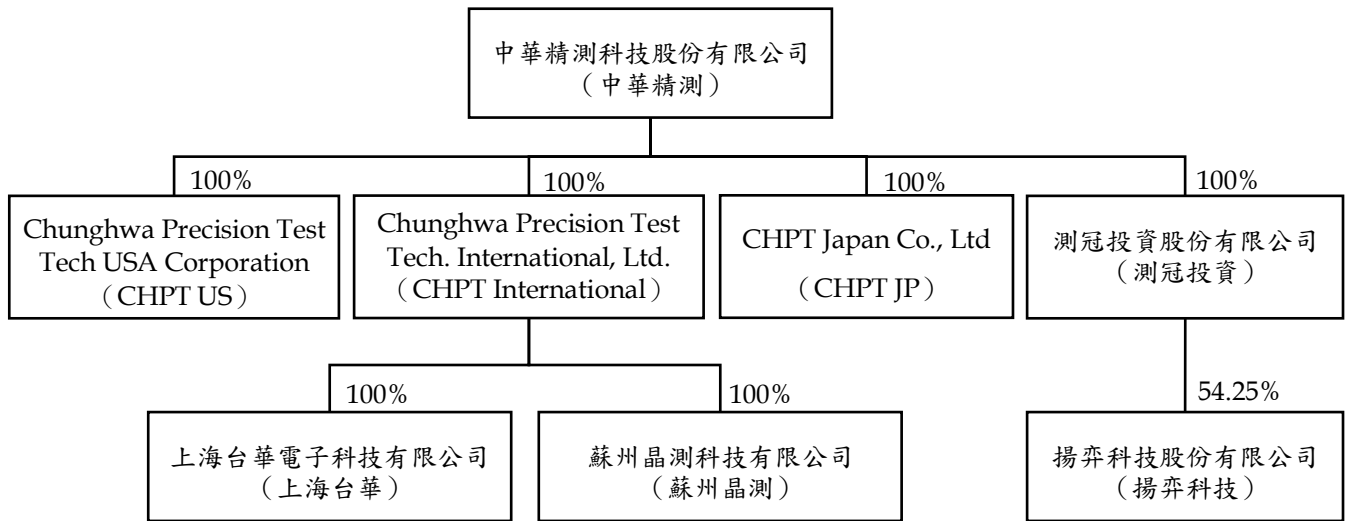 中華精測科技股份有限公司
（中華精測）
100%
100%
100%
100%
Chunghwa Precision Test
Tech USA Corporation
（CHPT US）
Chunghwa Precision Test
Tech. International, Ltd.
（CHPT International）
CHPT Japan Co., Ltd
（CHPT JP）
測冠投資股份有限公司
（測冠投資）
100%
100%
54.25%
上海台華電子科技有限公司
（上海台華）
蘇州晶測科技有限公司
（蘇州晶測）
揚弈科技股份有限公司
（揚弈科技）